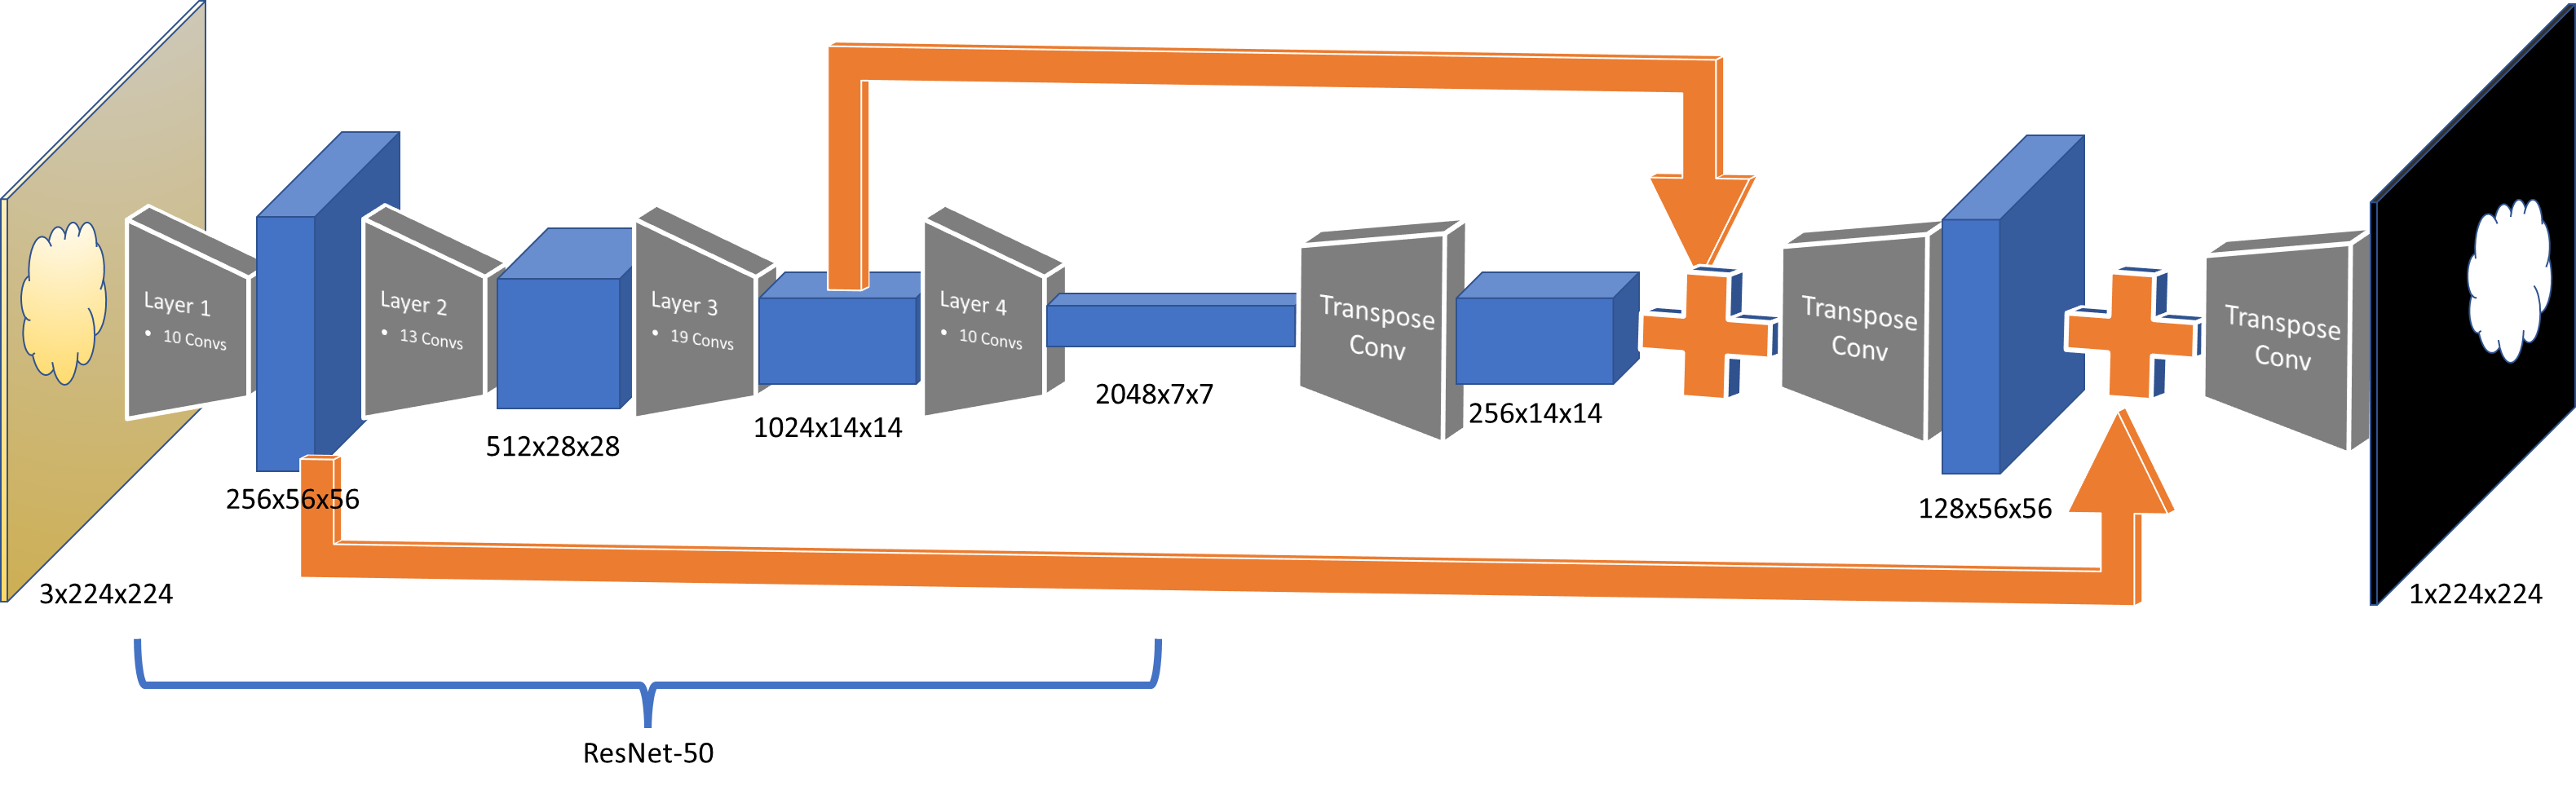 Layer 1
• 10 Convs
Layer 2
• 13 Convs
Layer 3
• 19 Convs
Layer 4
• 10 Convs
Transpose
Conv
Transpose
Conv
Transpose
Conv
3x224x224
256x56x56
512x28x28
1024x14x14
2048x7x7
256x14x14
128x56x56
1x224x224
ResNet-50